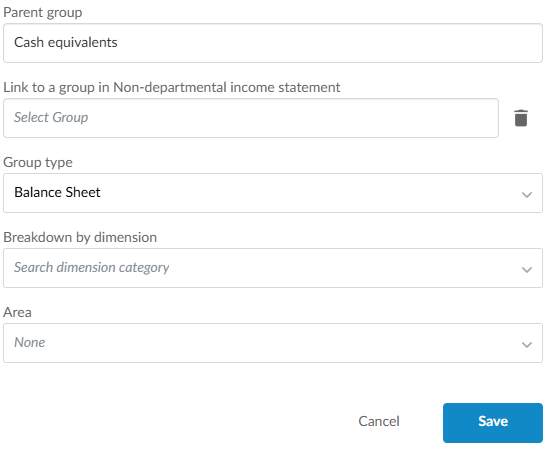 Parent group
Cash equivalents
Link to a group in Non-departmental income statement
Select Group
Group type
Balance Sheet
Breakdown by dimension
Search dimension category
Area
None
Cancel Save